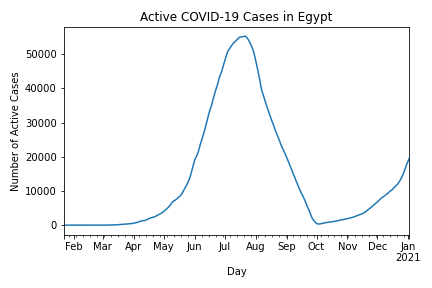 Active COVID-19 Cases in Egypt
Number of Active Cases
50000
40000
30000
20000
10000
0
Feb Mar Apr May Jun Jul Aug Sep Oct Nov Dec Jan
2021
Day